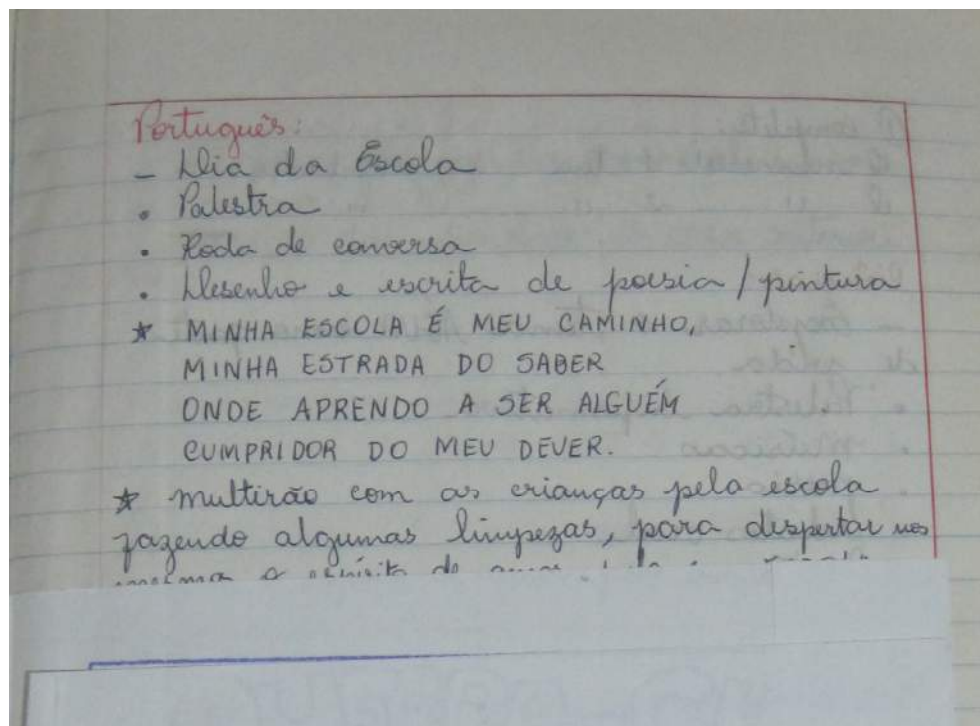 Português:
- Dia da Escola
• Palestra
• Roda de conversa
• Desenho e escrita de poesia/pintura
★ MINHA ESCOLA É MEU CAMINHO,
MINHA ESTRADA DO SABER
ONDE APRENDO A SER ALGUÉM
CUMPRIDOR DO MEU DEVER.
★ multirão com as crianças pela escola
fazendo algumas limpezas, para despertar nos